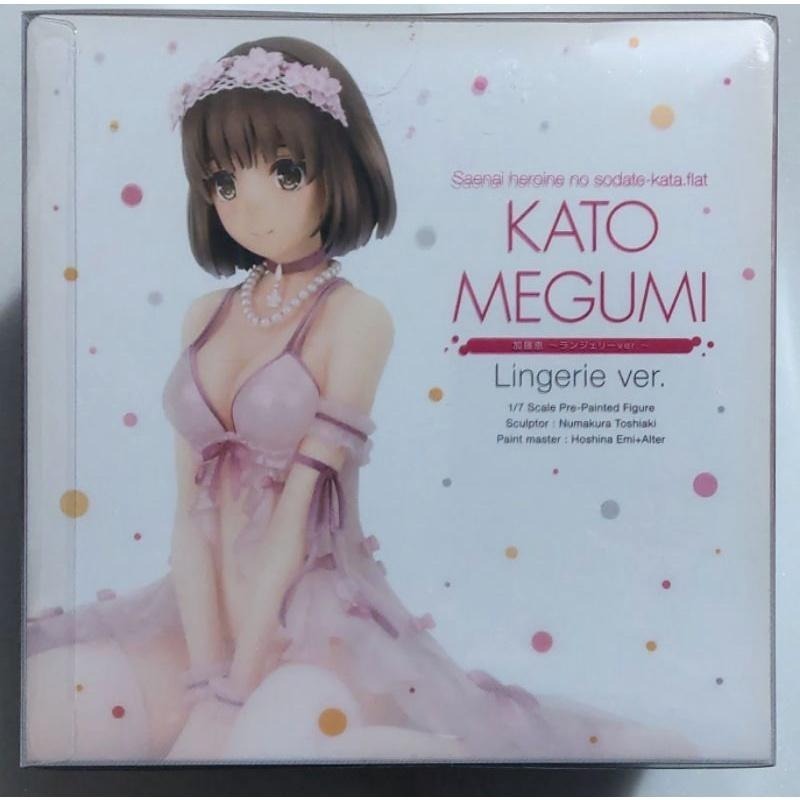 Saenai heroine no sodate-kata.flat
KATO
MEGUMI
加藤恵 ～ランジェリーver.～
Lingerie ver.
1/7 Scale Pre-Painted Figure
Sculptor : Numakura Toshiaki
Paint master : Hoshina Emi+Alter